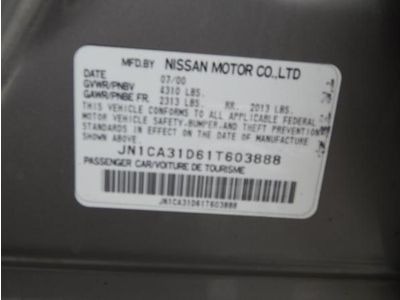 MFD.BY NISSAN MOTOR CO.,LTD
DATE 07/00
GVWR/PNBV 4310 LBS.
GAWR/PNBE FR. 2313 LBS. RR. 2013 LBS.
THIS VEHICLE CONFORMS TO ALL APPLICABLE FEDERAL
MOTOR VEHICLE SAFETY,BUMPER,AND THEFT PREVENTION
STANDARDS IN EFFECT ON THE DATE OF MANUFACTURE
SHOWN ABOVE.
JN1CA31D61T603888
PASSENGER CAR/VOITURE DE TOURISME
JN1CA31D61T603888